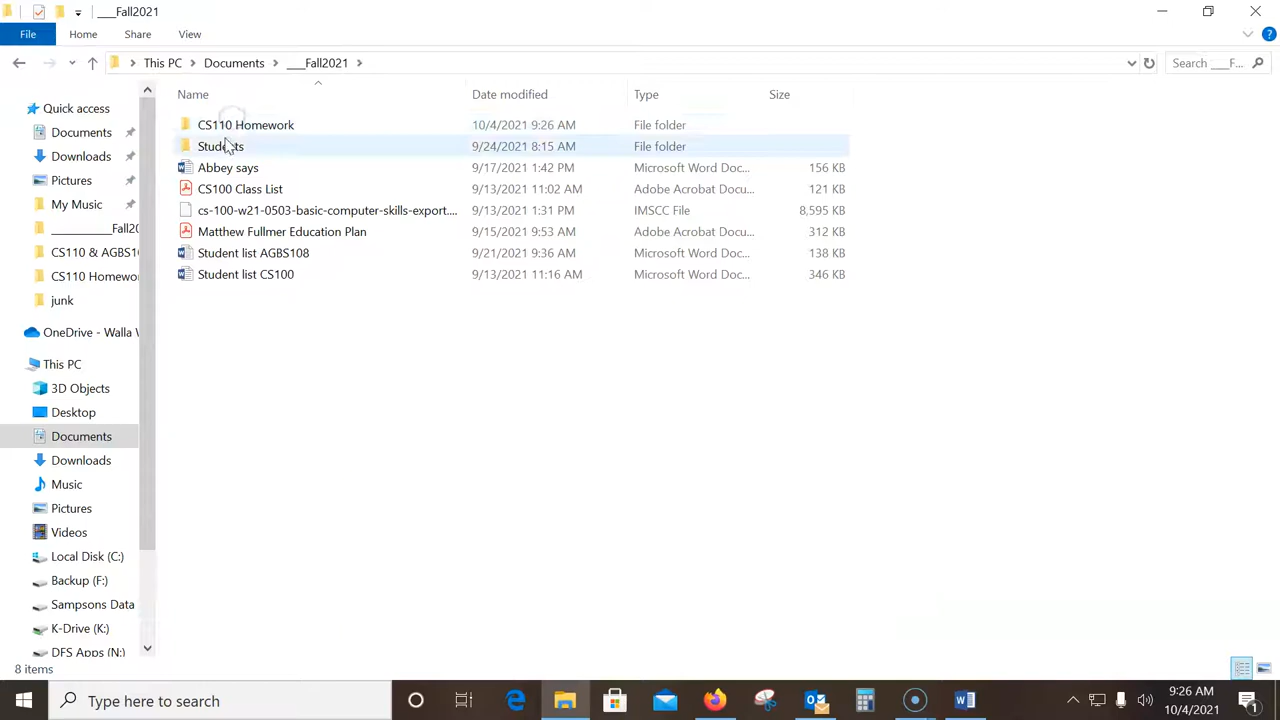 ____Fall2021
File Home Share View
This PC Documents ____Fall2021 Search ____F...
Name Date modified Type Size
Quick access
Documents
Downloads
Pictures
My Music
____________Fall20
CS110 & AGBS10
CS110 Homewor
junk
OneDrive - Walla W
This PC
3D Objects
Desktop
Documents
Downloads
Music
Pictures
Videos
Local Disk (C:)
Backup (F:)
Sampsons Data
K-Drive (K:)
DFS Apps (N:)
CS110 Homework 10/4/2021 9:26 AM File folder
Students 9/24/2021 8:15 AM File folder
Abbey says 9/17/2021 1:42 PM Microsoft Word Doc... 156 KB
CS100 Class List 9/13/2021 11:02 AM Adobe Acrobat Docu... 121 KB
cs-100-w21-0503-basic-computer-skills-export.... 9/13/2021 1:31 PM IMSCC File 8,595 KB
Matthew Fullmer Education Plan 9/15/2021 9:53 AM Adobe Acrobat Docu... 312 KB
Student list AGBS108 9/21/2021 9:36 AM Microsoft Word Doc... 138 KB
Student list CS100 9/13/2021 11:16 AM Microsoft Word Doc... 346 KB
8 items
Type here to search
9:26 AM
10/4/2021
1